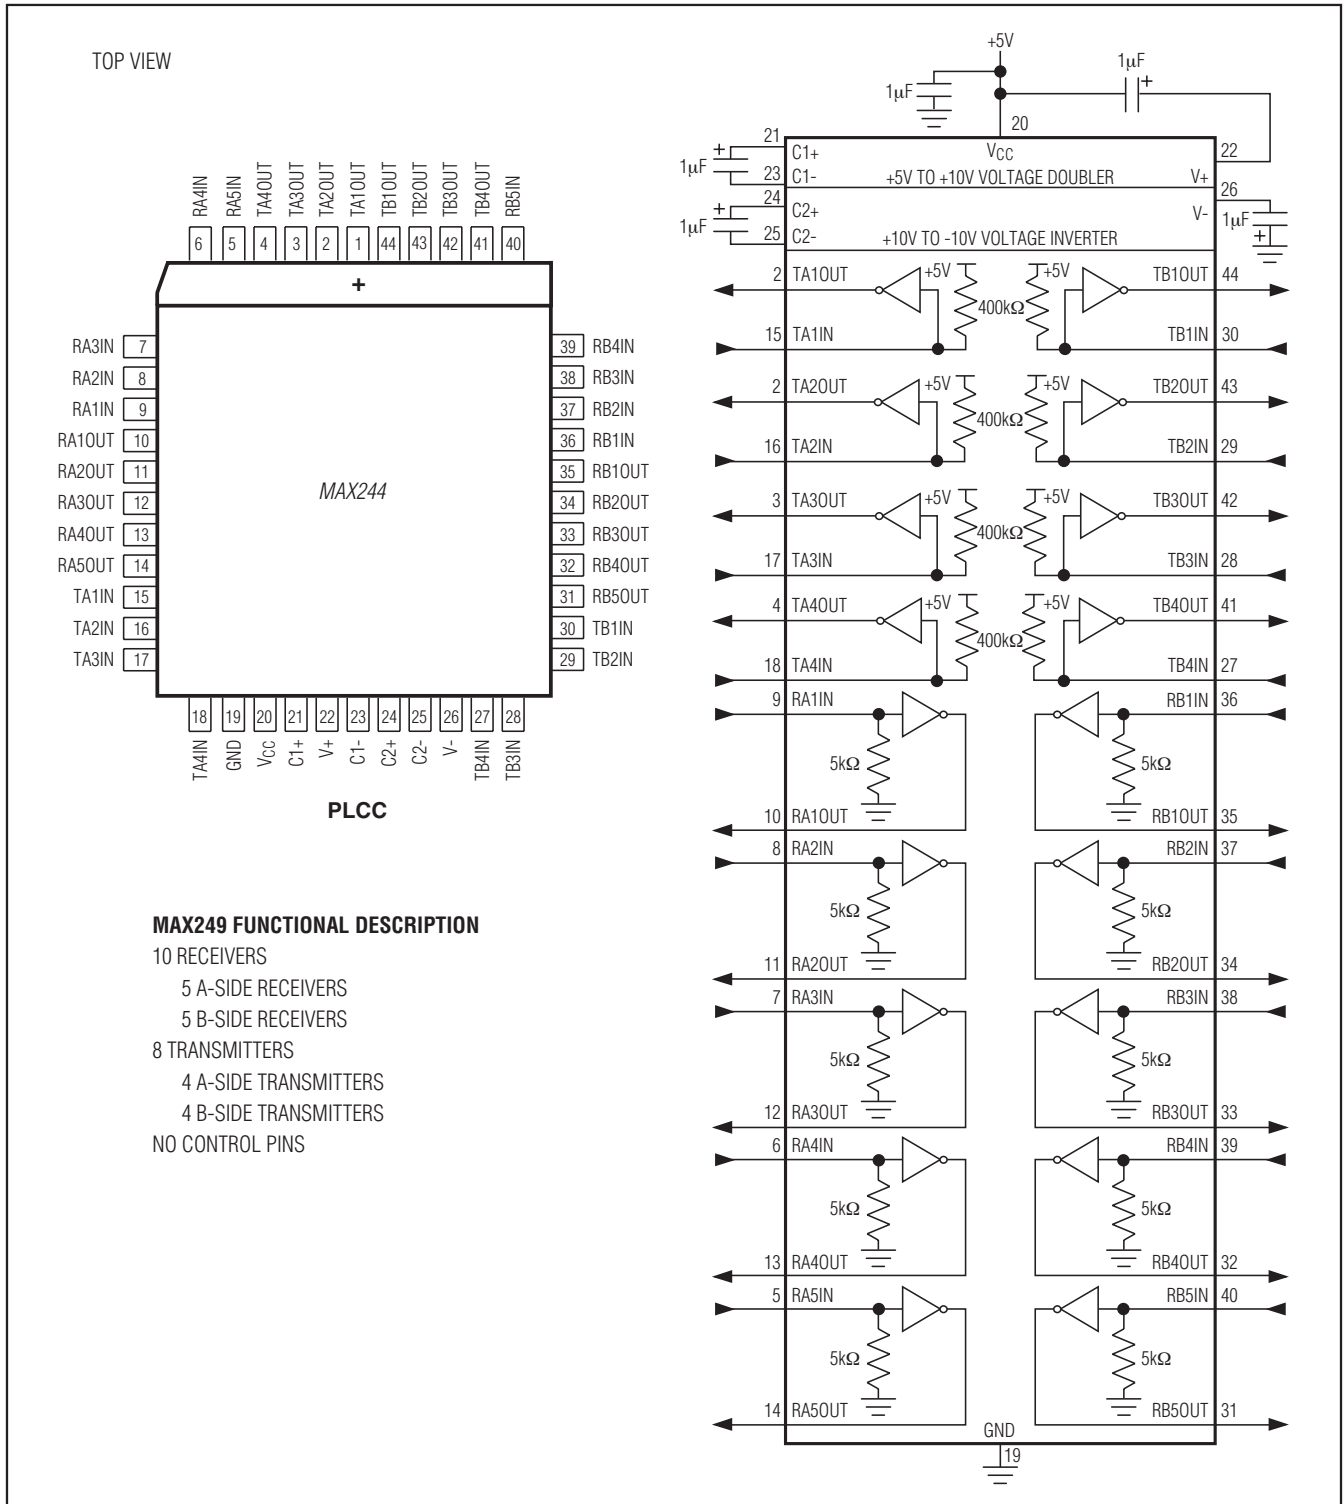 TOP VIEW
RA4IN
RA5IN
TA4OUT
TA3OUT
TA2OUT
TA1OUT
TB1OUT
TB2OUT
TB3OUT
TB4OUT
RB5IN
6 5 4 3 2 1 44 43 42 41 40
+
RA3IN 7
RA2IN 8
RA1IN 9
RA1OUT 10
RA2OUT 11
RA3OUT 12
RA4OUT 13
RA5OUT 14
TA1IN 15
TA2IN 16
TA3IN 17
MAX244
39 RB4IN
38 RB3IN
37 RB2IN
36 RB1IN
35 RB1OUT
34 RB2OUT
33 RB3OUT
32 RB4OUT
31 RB5OUT
30 TB1IN
29 TB2IN
18 19 20 21 22 23 24 25 26 27 28
TA4IN
GND
VCC
C1+
V+
C1-
C2+
C2-
V-
TB4IN
TB3IN
PLCC
MAX249 FUNCTIONAL DESCRIPTION
10 RECEIVERS
5 A-SIDE RECEIVERS
5 B-SIDE RECEIVERS
8 TRANSMITTERS
4 A-SIDE TRANSMITTERS
4 B-SIDE TRANSMITTERS
NO CONTROL PINS
+5V
1µF
1µF +
20
21 C1+ VCC 22
+ 1µF
23 C1- +5V TO +10V VOLTAGE DOUBLER V+
26
24 C2+ V-
+ 1µF
1µF +
25 C2- +10V TO -10V VOLTAGE INVERTER
2 TA1OUT +5V +5V TB1OUT 44
400kΩ
15 TA1IN TB1IN 30
2 TA2OUT +5V +5V TB2OUT 43
400kΩ
16 TA2IN TB2IN 29
3 TA3OUT +5V +5V TB3OUT 42
400kΩ
17 TA3IN TB3IN 28
4 TA4OUT +5V +5V TB4OUT 41
400kΩ
18 TA4IN TB4IN 27
9 RA1IN RB1IN 36
5kΩ 5kΩ
10 RA1OUT RB1OUT 35
8 RA2IN RB2IN 37
5kΩ 5kΩ
11 RA2OUT RB2OUT 34
7 RA3IN RB3IN 38
5kΩ 5kΩ
12 RA3OUT RB3OUT 33
6 RA4IN RB4IN 39
5kΩ 5kΩ
13 RA4OUT RB4OUT 32
5 RA5IN RB5IN 40
5kΩ 5kΩ
14 RA5OUT RB5OUT 31
GND
19